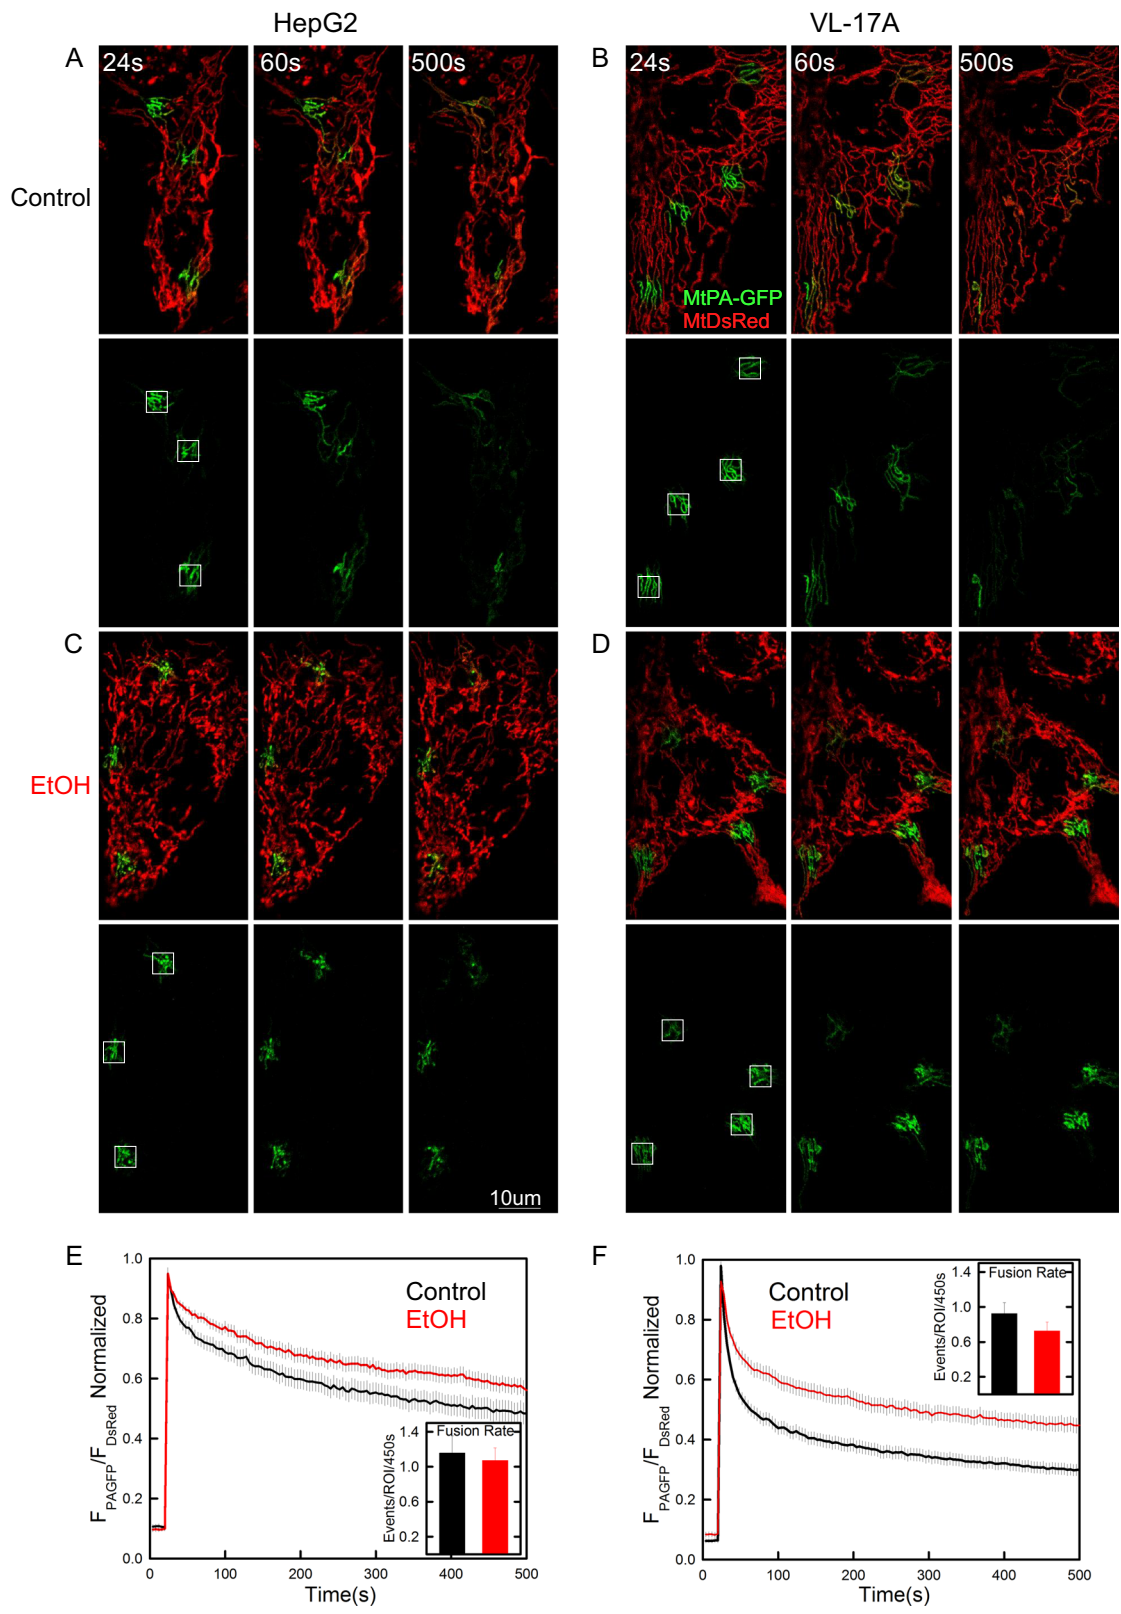 HepG2
VL-17A
A
24s
60s
500s
B
24s
60s
500s
Control
MtPA-GFP
MtDsRed
C
D
EtOH
10um
E
1.0
0.8
0.6
0.4
0.2
0.0
F PAGFP/F DsRed Normalized
Control
EtOH
Fusion Rate
1.4
1.0
0.6
0.2
Events/ROI/450s
0 100 200 300 400 500
Time(s)
F
1.0
0.8
0.6
0.4
0.2
0.0
F PAGFP/F DsRed Normalized
Control
EtOH
Fusion Rate
1.4
1.0
0.6
0.2
Events/ROI/450s
0 100 200 300 400 500
Time(s)